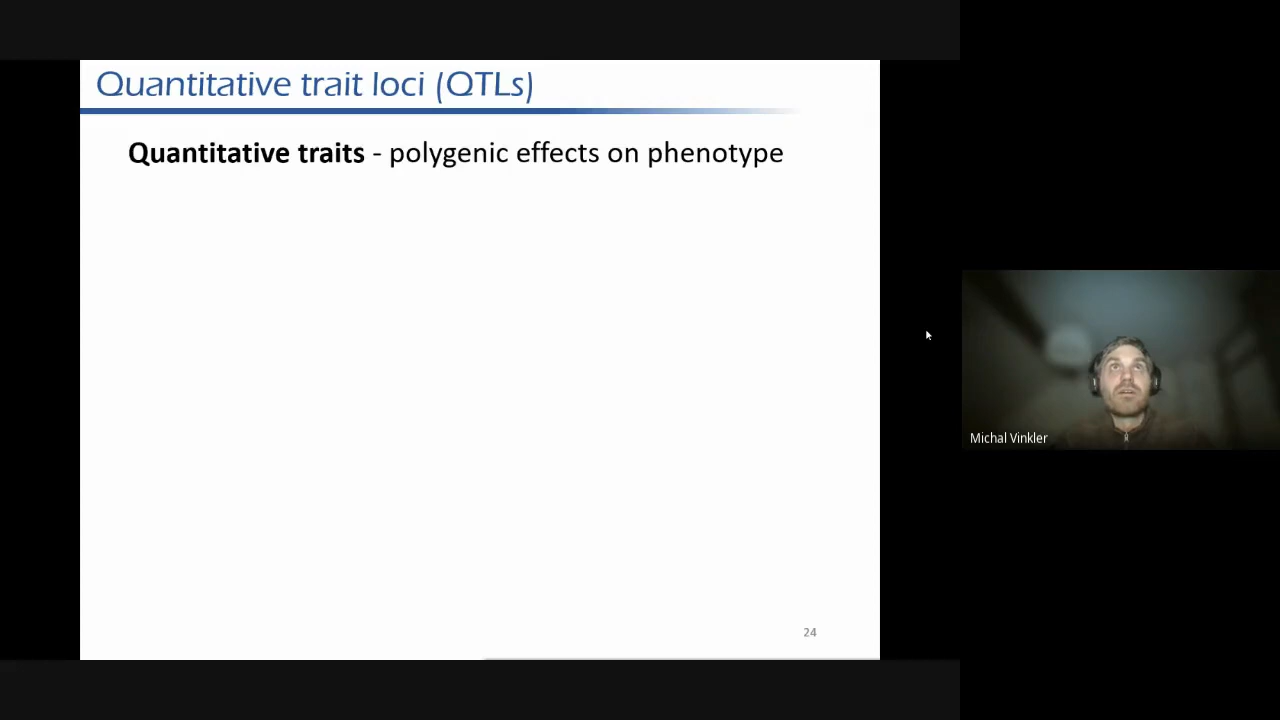 Quantitative trait loci (QTLs)
Quantitative traits - polygenic effects on phenotype
24
Michal Vinkler